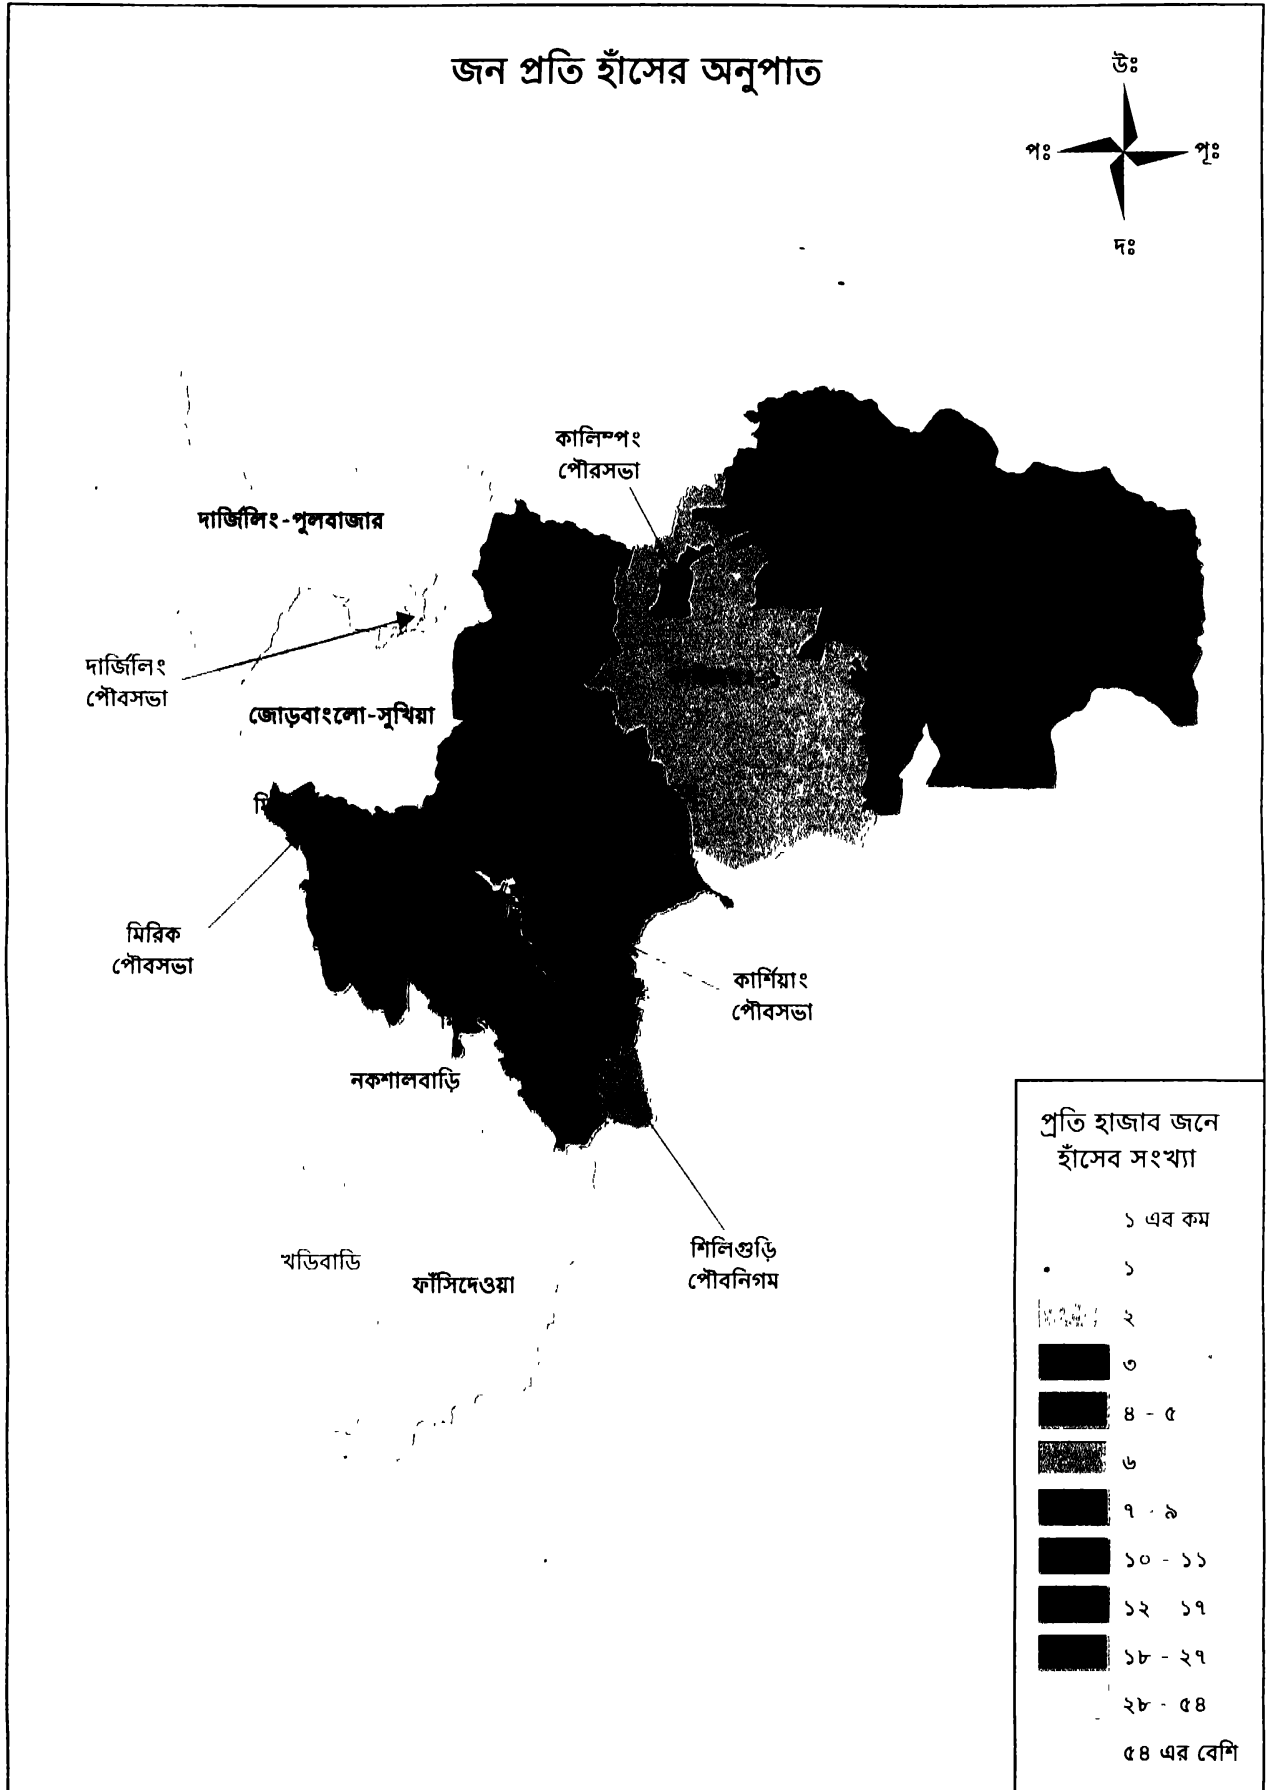 জন প্রতি হাঁসের অনুপাত
উঃ
পঃ
পূঃ
দঃ
কালিম্পং
পৌরসভা
দার্জিলিং-পুলবাজার
দার্জিলিং
পৌবসভা
জোড়বাংলো-সুখিয়া
মিরিক
পৌবসভা
কার্শিয়াং
পৌবসভা
নকশালবাড়ি
শিলিগুড়ি
পৌবনিগম
খডিবাডি
ফাঁসিদেওয়া
প্রতি হাজাব জনে
হাঁসেব সংখ্যা
১ এব কম
১
২
৩
৪ - ৫
৬
৭ - ৯
১০ - ১১
১২ ১৭
১৮ - ২৭
২৮ - ৫৪
৫৪ এর বেশি